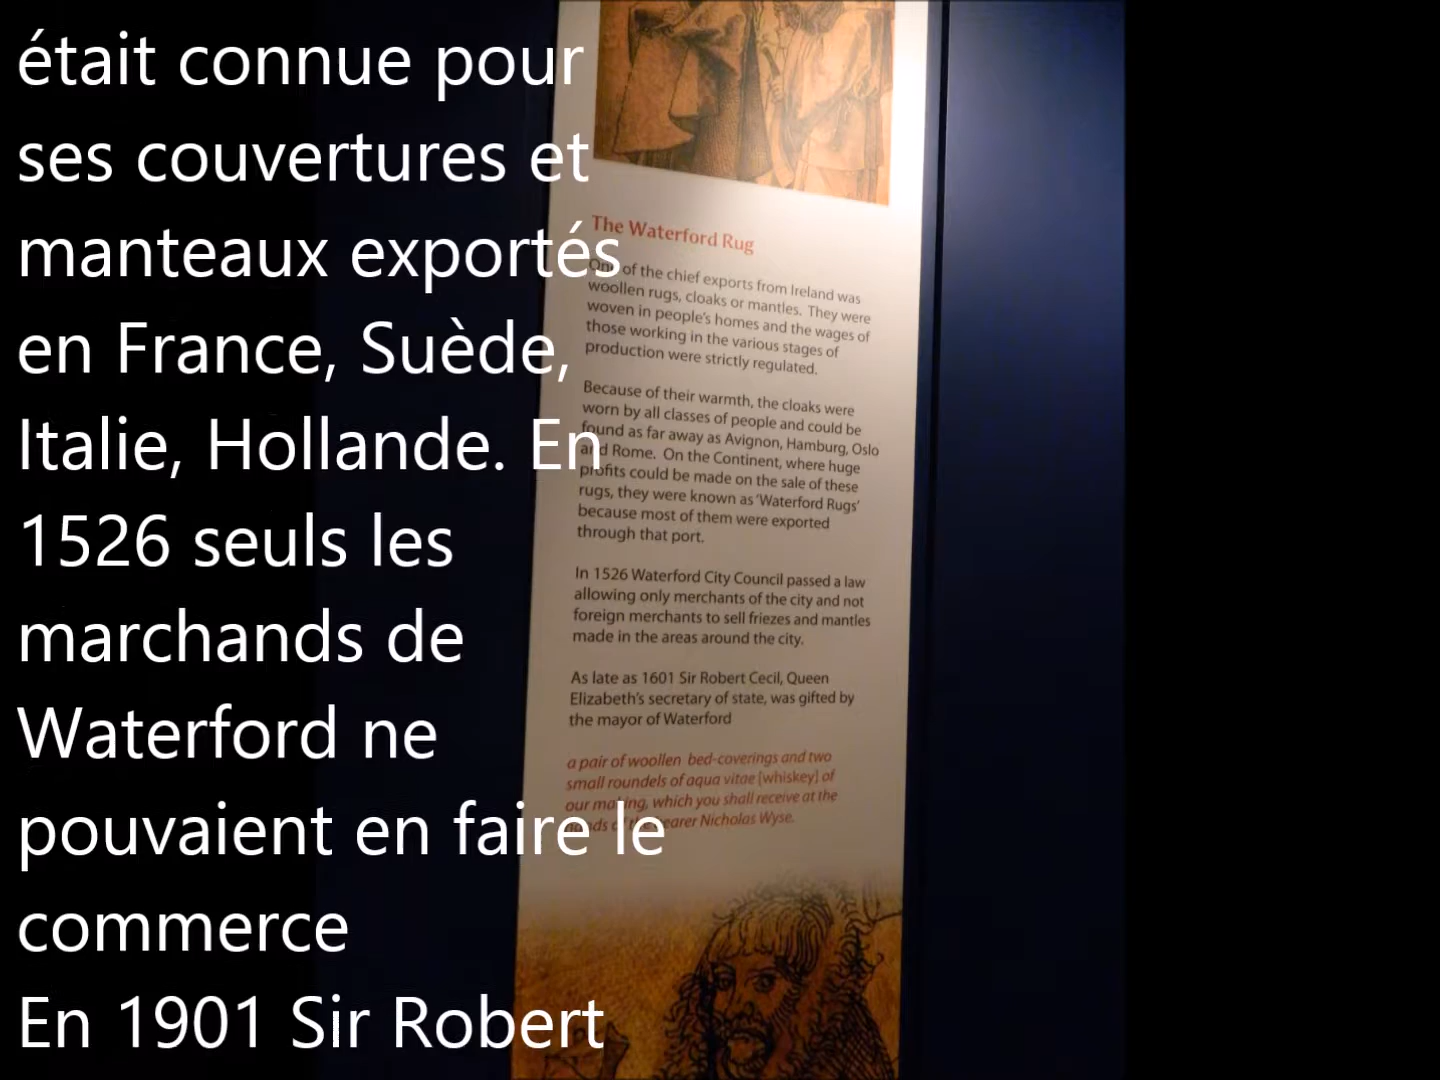 était connue pour
ses couvertures et
manteaux exportés
en France, Suède,
Italie, Hollande. En
1526 seuls les
marchands de
Waterford ne
pouvaient en faire le
commerce
En 1901 Sir Robert
The Waterford Rug
One of the chief exports from Ireland was
woollen rugs, cloaks or mantles. They were
woven in people's homes and the wages of
those working in the various stages of
production were strictly regulated.
Because of their warmth, the cloaks were
worn by all classes of people and could be
found as far away as Avignon, Hamburg, Oslo
and Rome. On the Continent, where huge
profits could be made on the sale of these
rugs, they were known as 'Waterford Rugs'
because most of them were exported
through that port.
In 1526 Waterford City Council passed a law
allowing only merchants of the city and not
foreign merchants to sell friezes and mantles
made in the areas around the city.
As late as 1601 Sir Robert Cecil, Queen
Elizabeth's secretary of state, was gifted by
the mayor of Waterford
a pair of woollen bed-coverings and two
small roundels of aqua vitae [whiskey] of
our making, which you shall receive at the
hands of the bearer Nicholas Wyse.